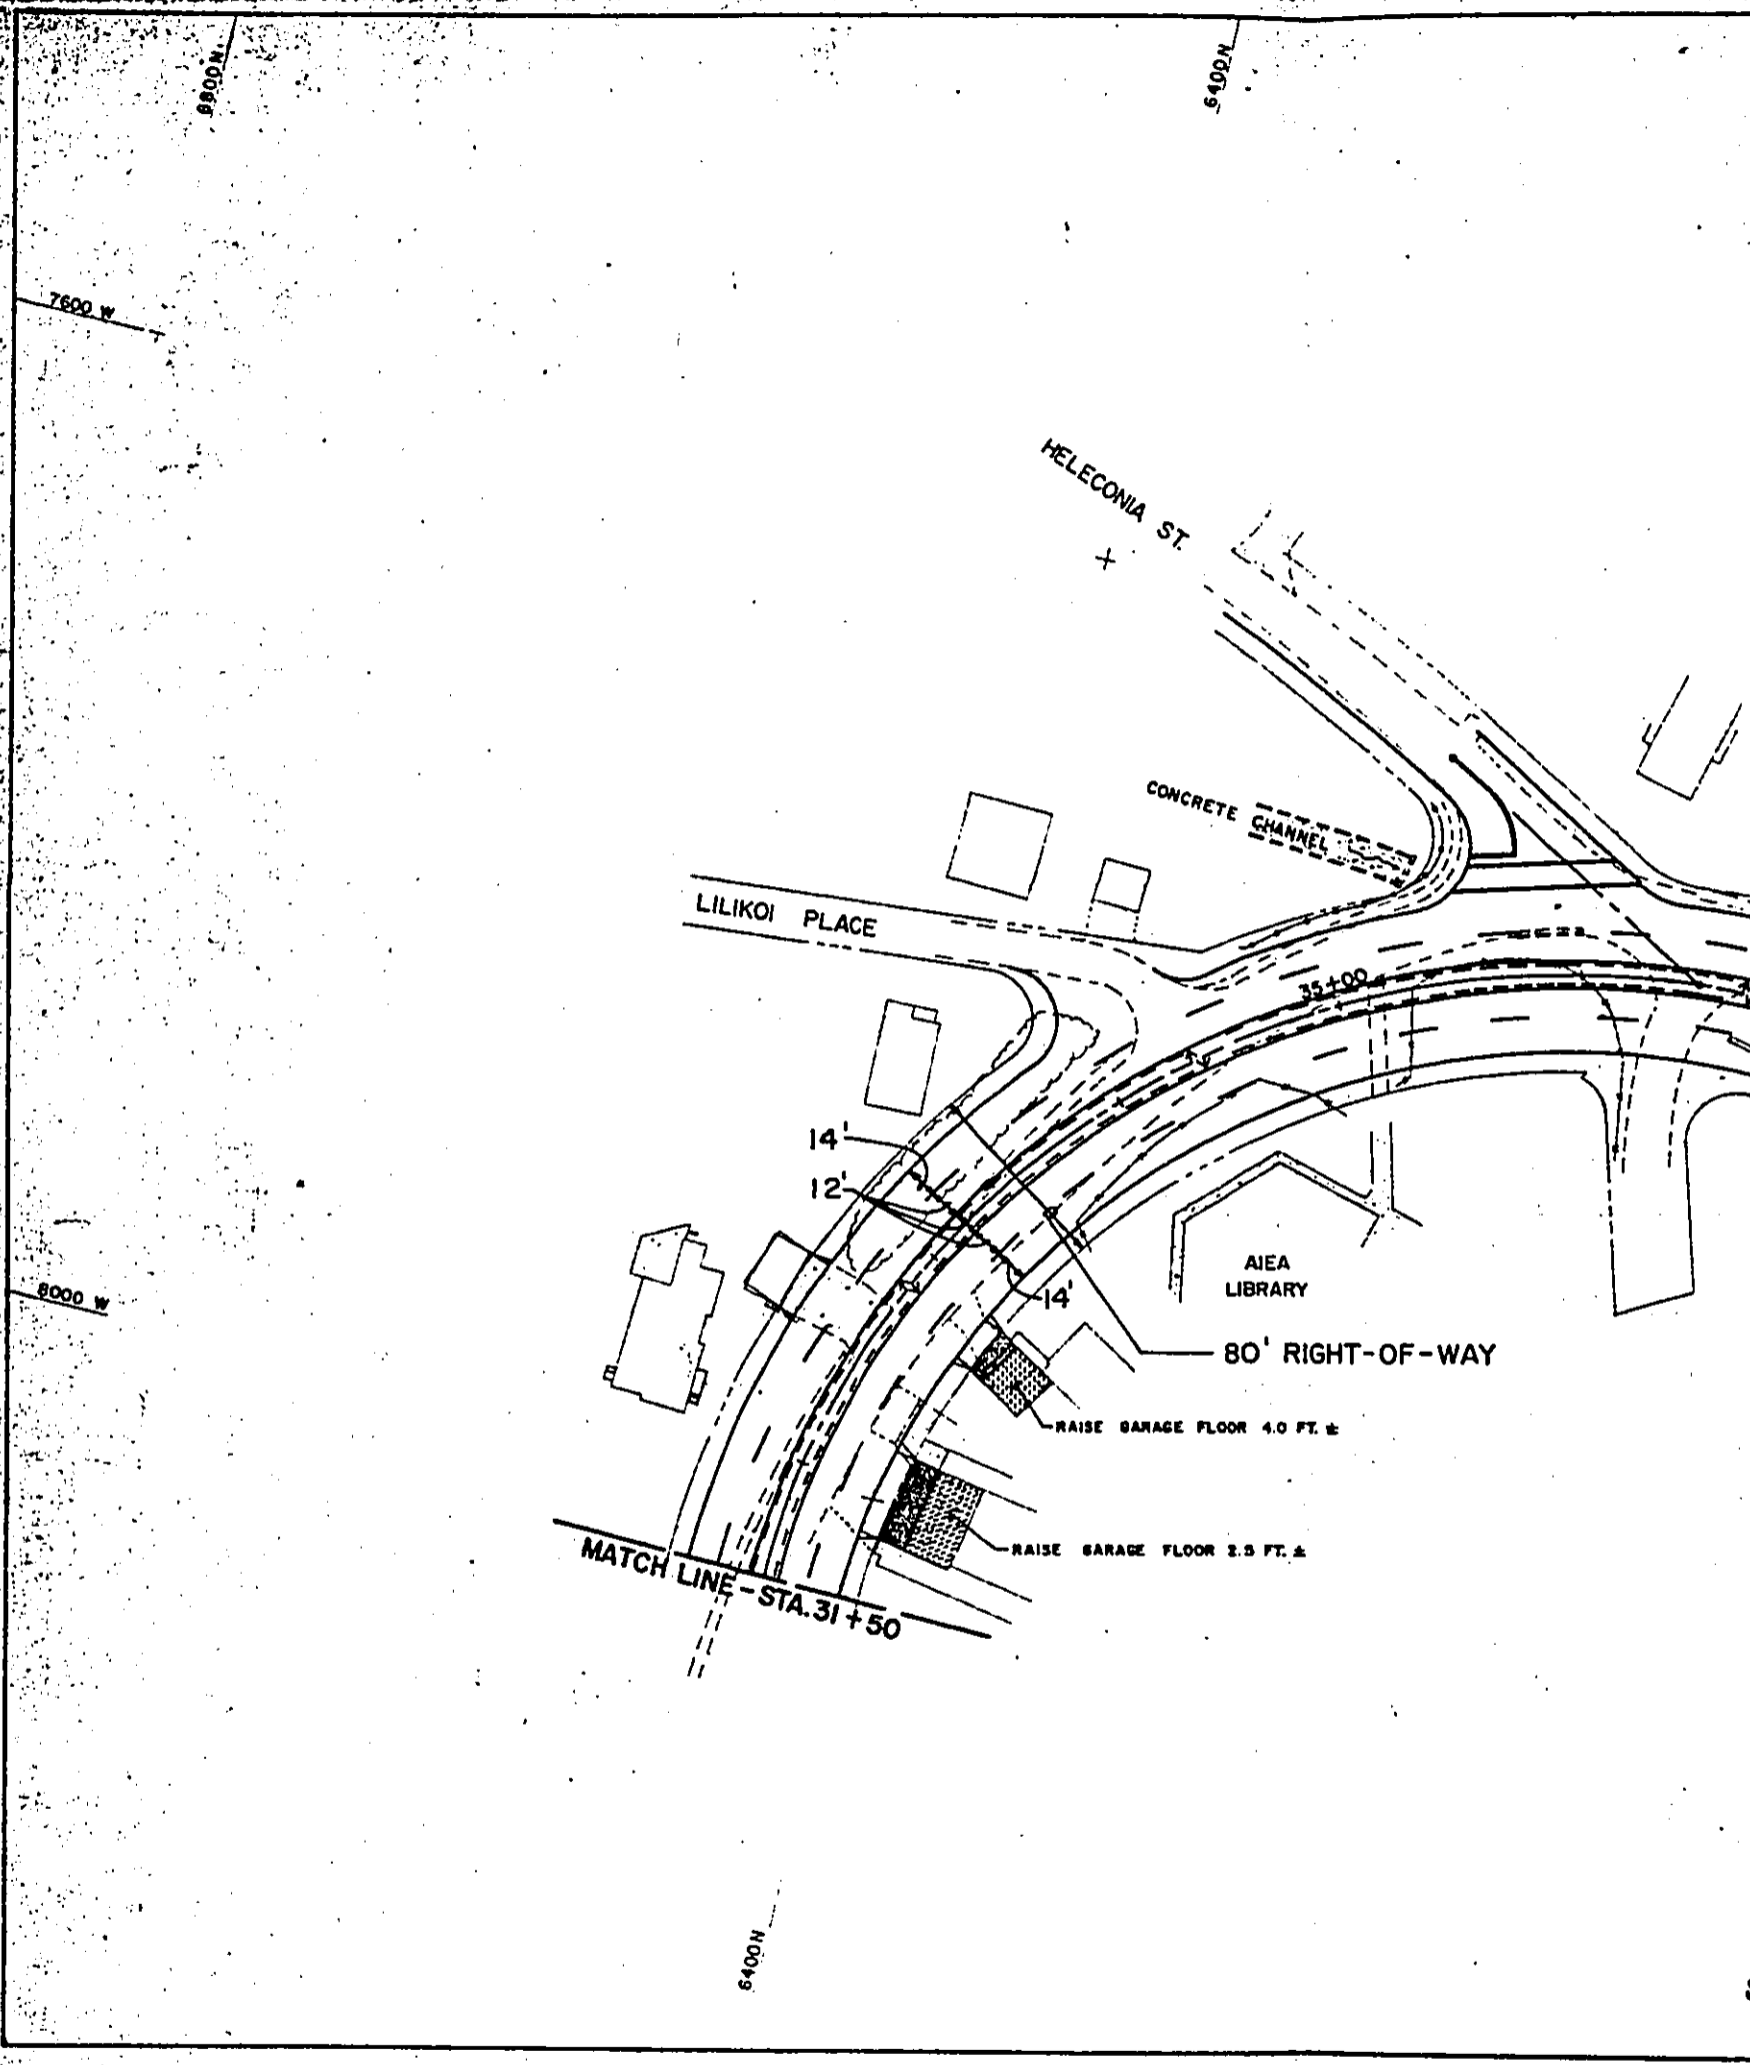 6400N
7600 W
HELECONIA ST.
CONCRETE CHANNEL
LILIKOI PLACE
35+00
14'
12'
AIEA
LIBRARY
8000 W
14'
80' RIGHT-OF-WAY
RAISE GARAGE FLOOR 4.0 FT. ±
RAISE GARAGE FLOOR 2.5 FT. ±
MATCH LINE - STA. 31 + 50
6400N